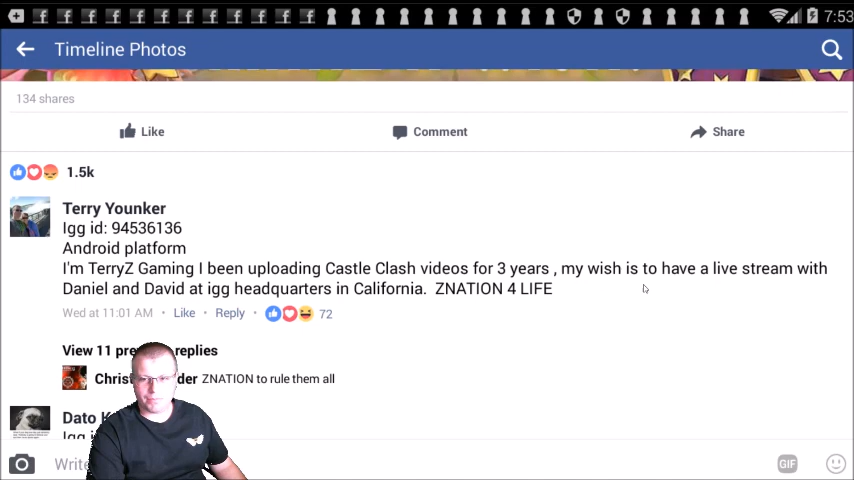 7:53
Timeline Photos
134 shares
Like Comment Share
1.5k
Terry Younker
Igg id: 94536136
Android platform
I'm TerryZ Gaming I been uploading Castle Clash videos for 3 years , my wish is to have a live stream with
Daniel and David at igg headquarters in California. ZNATION 4 LIFE
Wed at 11:01 AM · Like · Reply · 72
View 11 pre replies
Christ der ZNATION to rule them all
Dato K
Igg i
Write
GIF